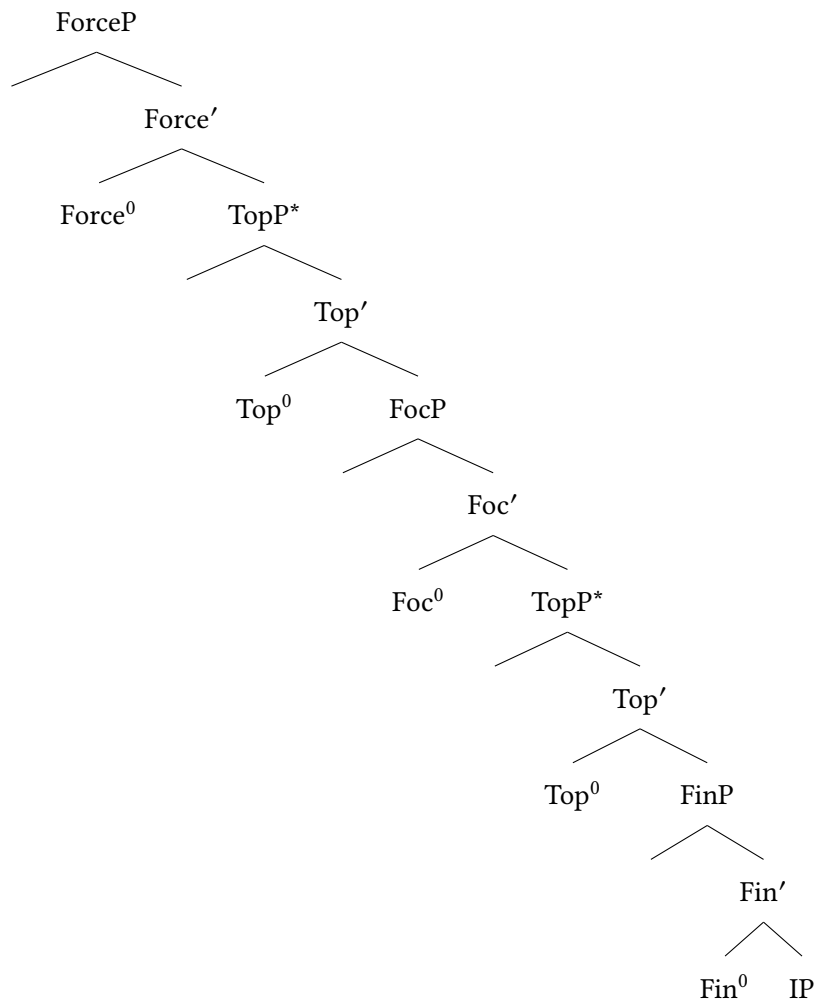 ForceP
Force′
Force⁰ TopP*
Top′
Top⁰ FocP
Foc′
Foc⁰ TopP*
Top′
Top⁰ FinP
Fin′
Fin⁰ IP